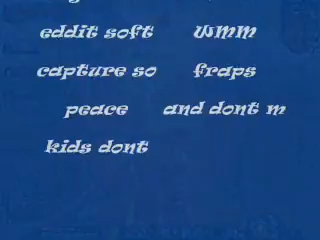 eddit soft WMM
capture so fraps
peace and dont m
kids dont